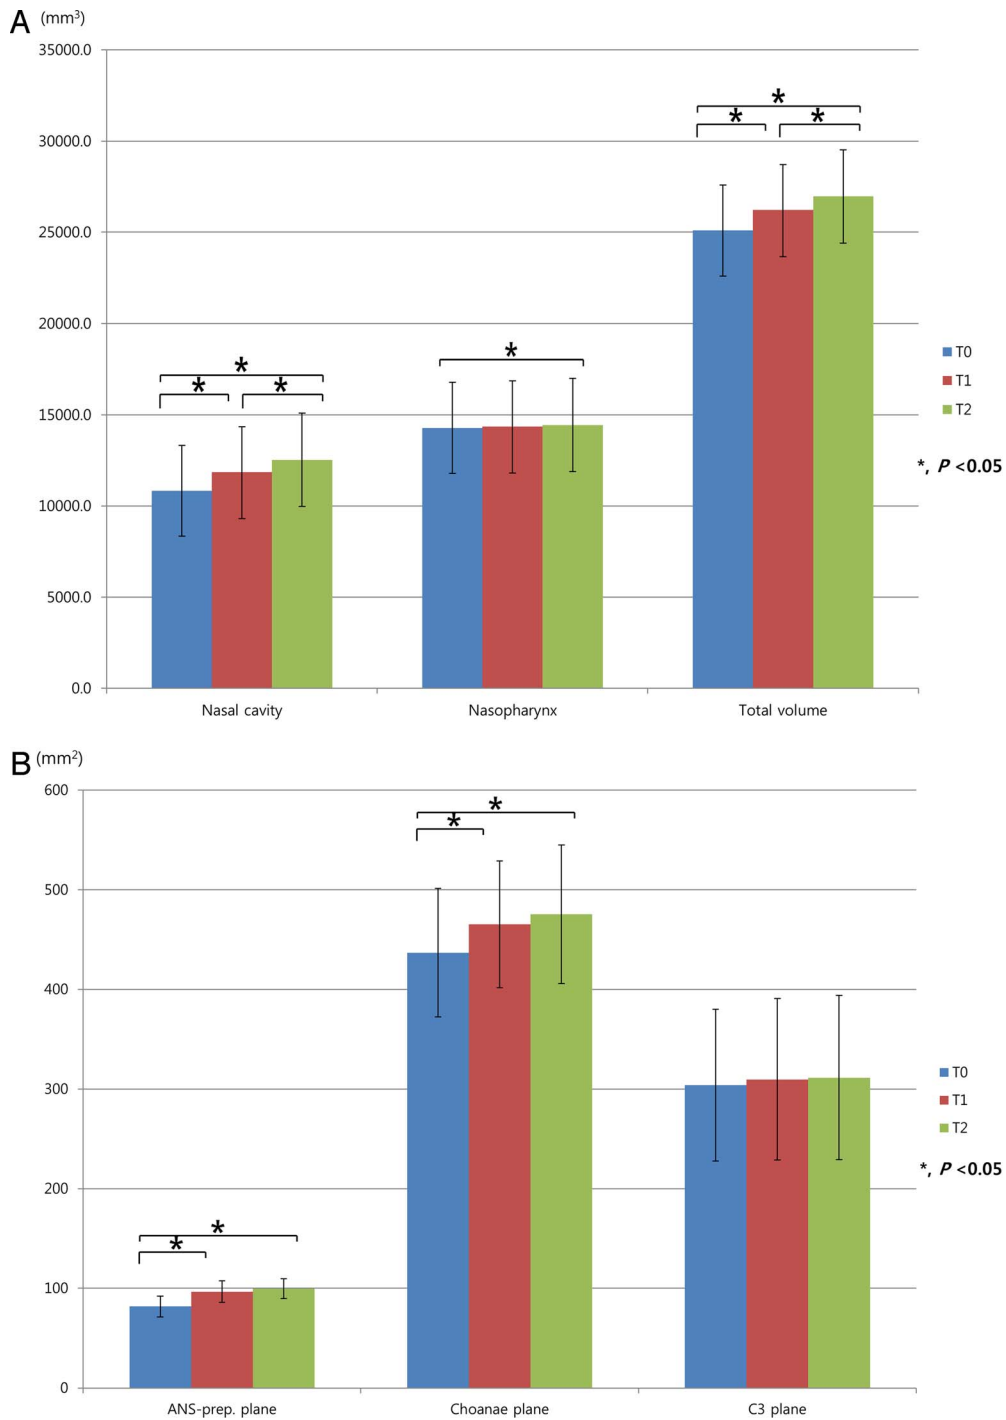 A (mm³)
35000.0
30000.0
25000.0
20000.0
15000.0
10000.0
5000.0
0.0
* * *
* * *
*
Nasal cavity Nasopharynx Total volume
T0
T1
T2
*, P <0.05
B (mm²)
600
500
400
300
200
100
0
* *
* *
ANS-prep. plane Choanae plane C3 plane
T0
T1
T2
*, P <0.05